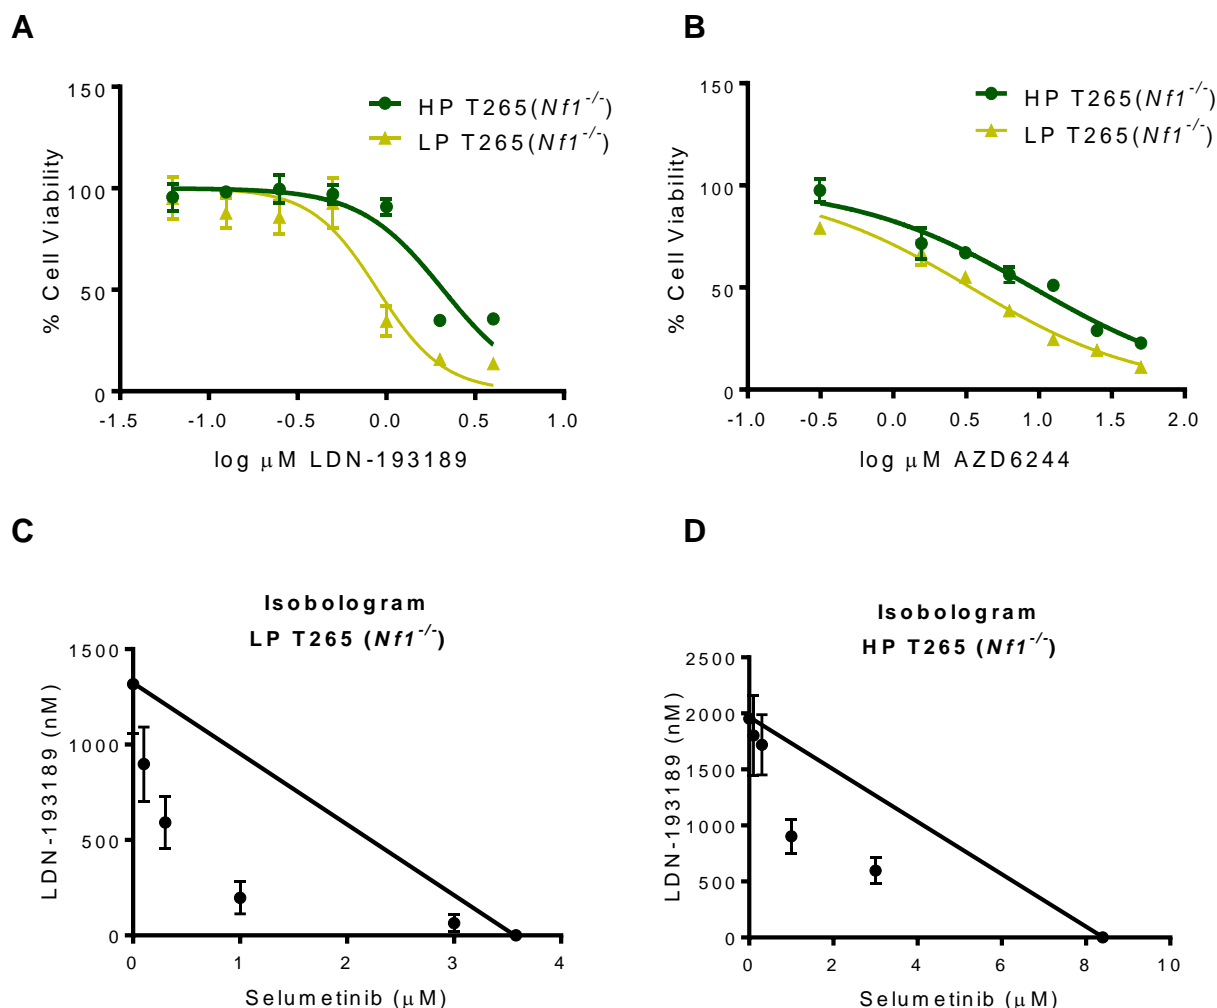 A
B
HP T265(Nf1-/-)
LP T265(Nf1-/-)
150
100
50
0
% Cell Viability
-1.5
-1.0
-0.5
0.0
0.5
1.0
log μM LDN-193189
HP T265(Nf1-/-)
LP T265(Nf1-/-)
150
100
50
0
% Cell Viability
-1.0
-0.5
0.0
0.5
1.0
1.5
2.0
log μM AZD6244
C
D
Isobologram
LP T265 (Nf1-/-)
1500
1000
500
0
LDN-193189 (nM)
0
1
2
3
4
Selumetinib (μM)
Isobologram
HP T265 (Nf1-/-)
2500
2000
1500
1000
500
0
LDN-193189 (nM)
0
2
4
6
8
10
Selumetinib (μM)